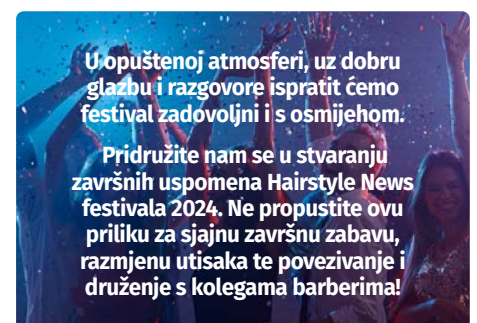 U opuštenoj atmosferi, uz dobru
glazbu i razgovore ispratit ćemo
festival zadovoljni i s osmijehom.
Pridružite nam se u stvaranju
završnih uspomena Hairstyle News
festivala 2024. Ne propustite ovu
priliku za sjajnu završnu zabavu,
razmjenu utisaka te povezivanje i
druženje s kolegama barberima!